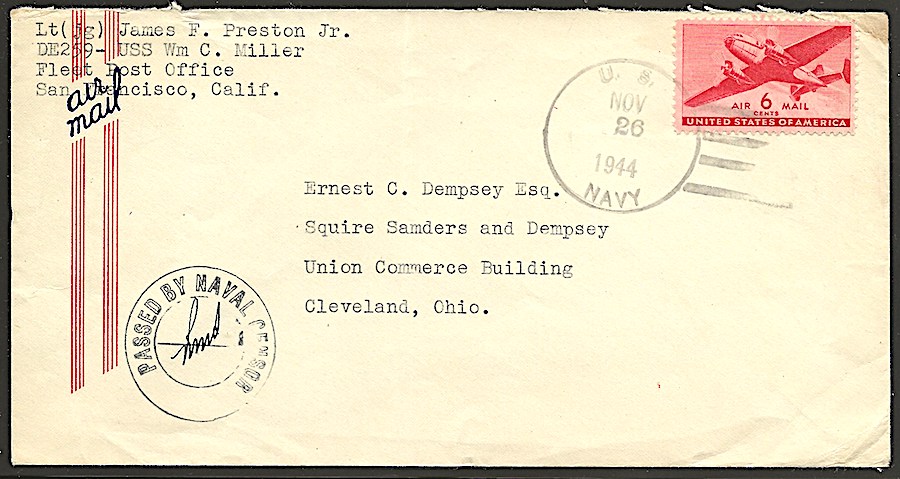 Lt(jg) James F. Preston Jr.
DE259- USS Wm C. Miller
Fleet Post Office
San Francisco, Calif.
air
mail
U. S.
NOV
26
1944
NAVY
AIR 6 MAIL
CENTS
UNITED STATES OF AMERICA
Ernest C. Dempsey Esq.
Squire Samders and Dempsey
Union Commerce Building
Cleveland, Ohio.
PASSED BY NAVAL CENSOR